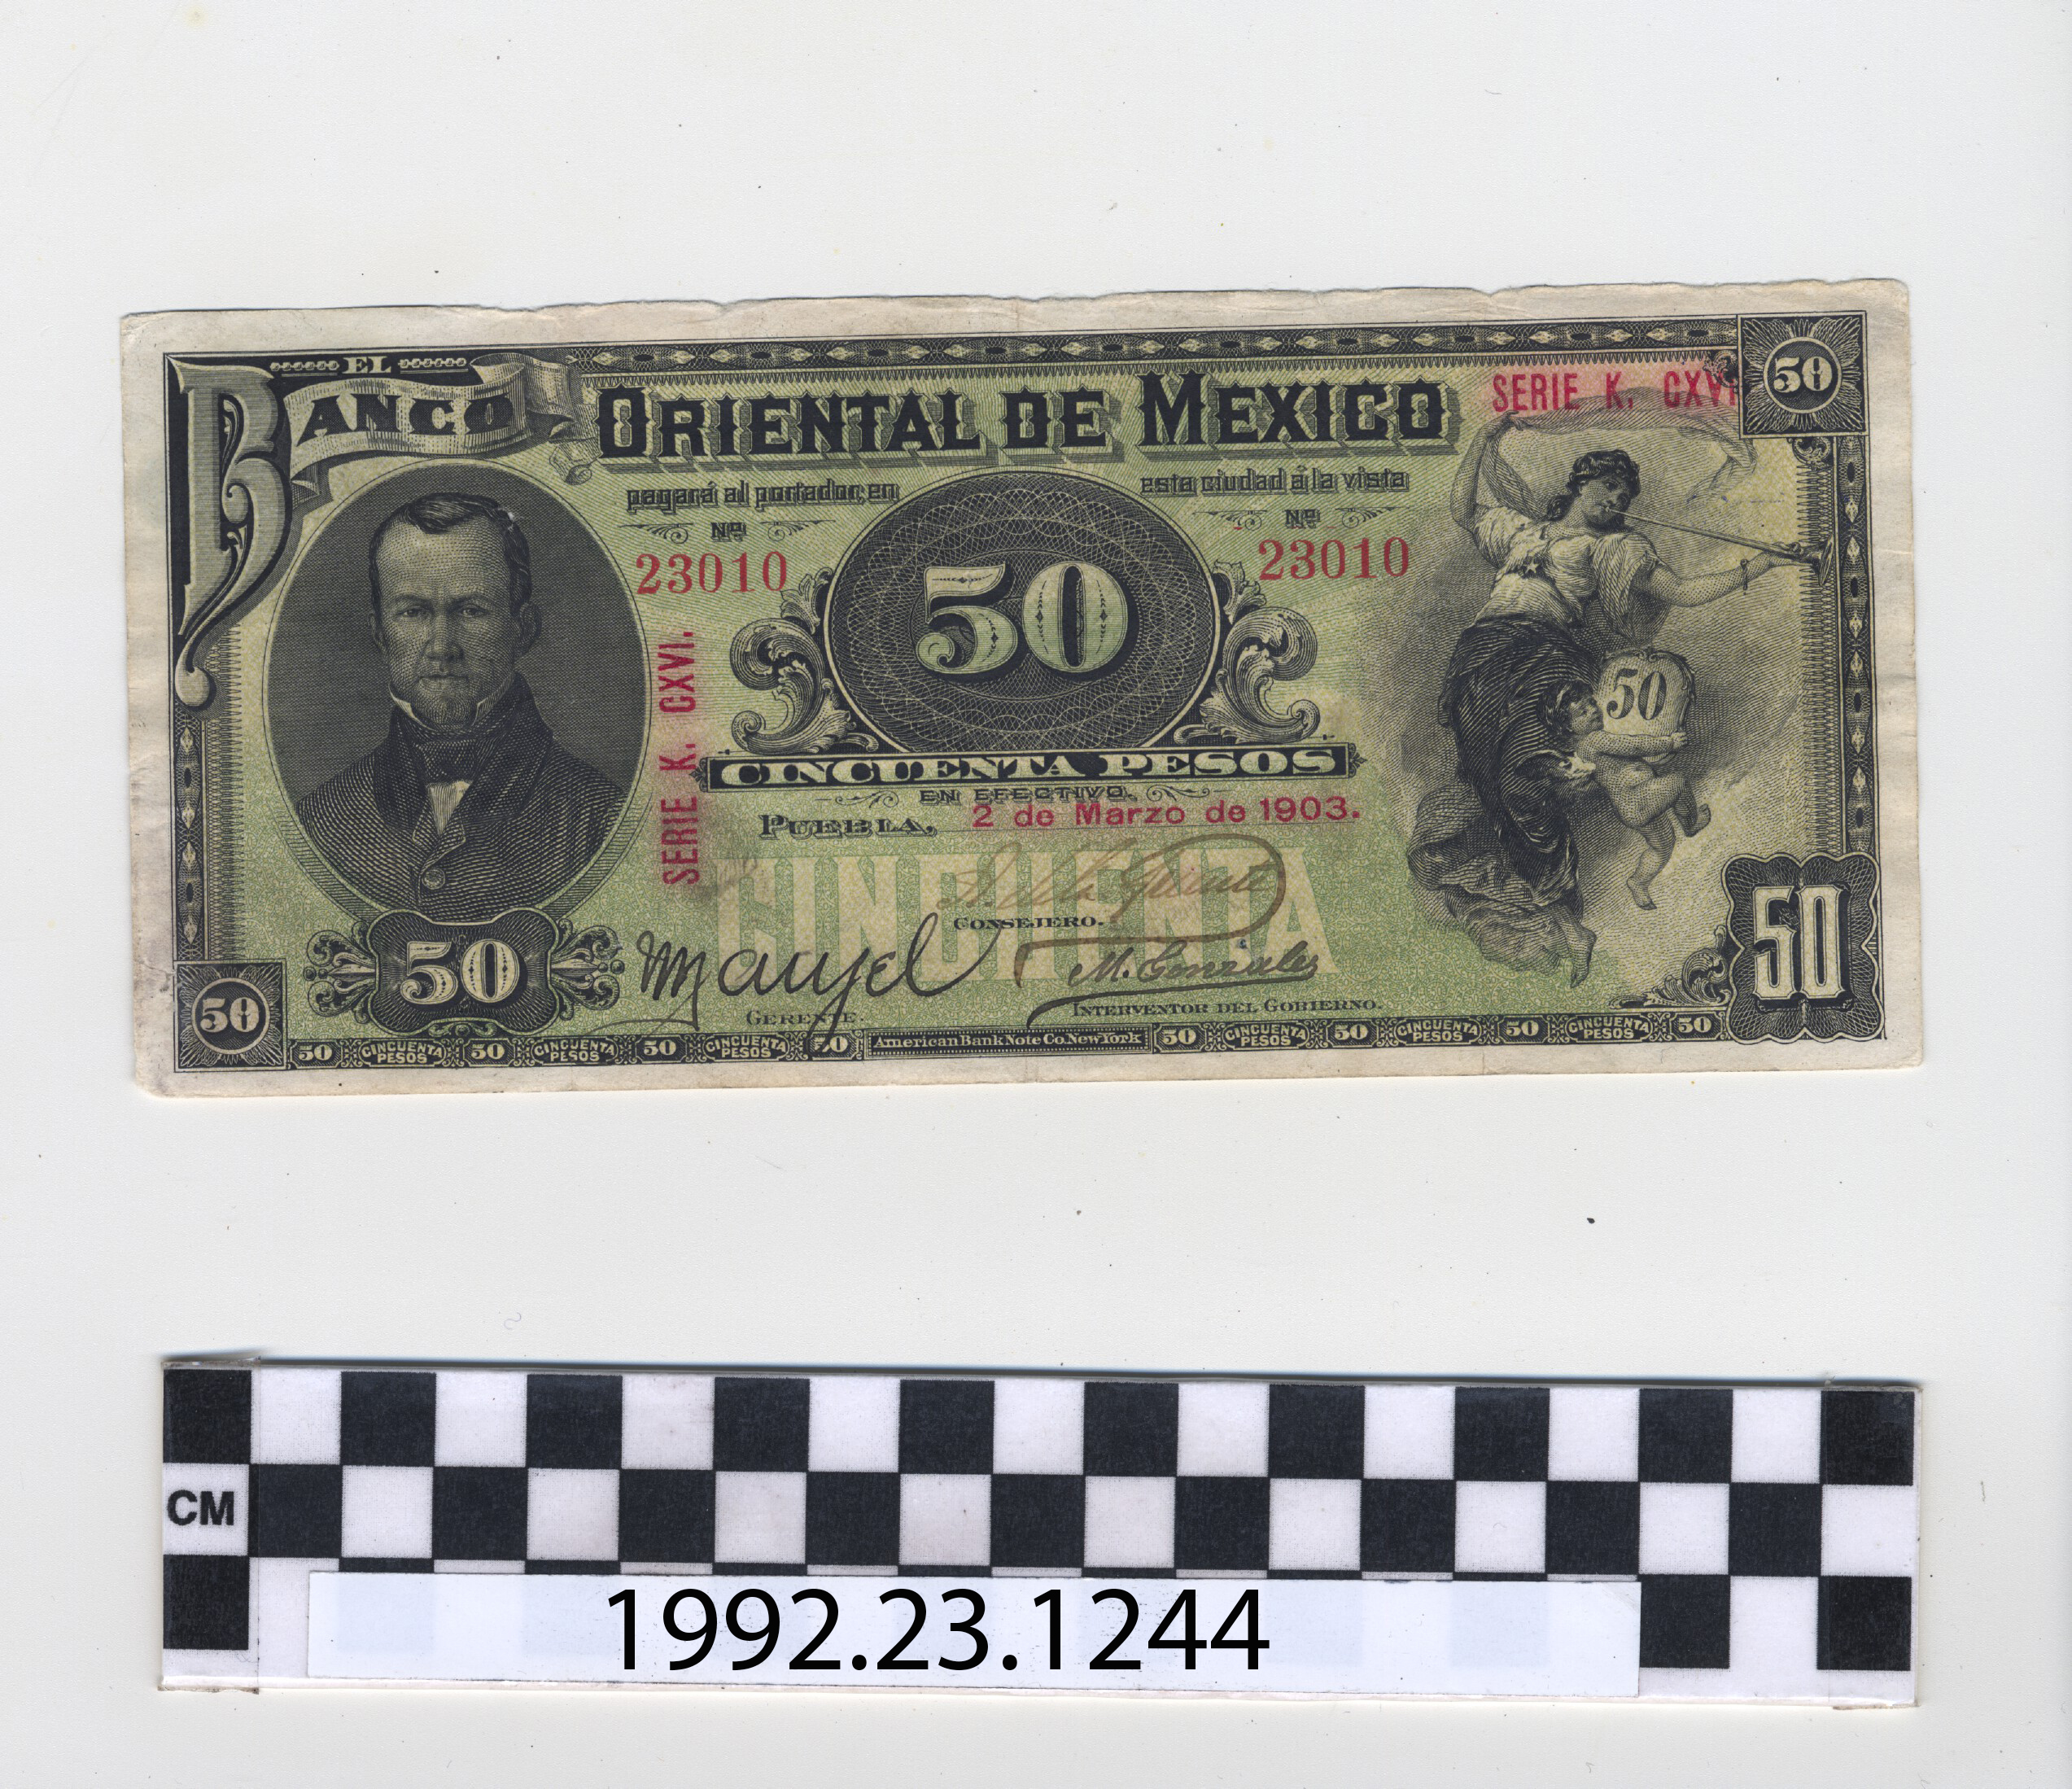 EL
BANCO
ORIENTAL DE MEXICO
SERIE K. CXVI
50
pagará al portador, en
esta ciudad á la vista
Nº
Nº
23010
23010
50
50
SERIE K. CXVI.
CINCUENTA PESOS
EN EFECTIVO.
PUEBLA, 2 de Marzo de 1903.
CINCUENTA
CONSEJERO.
50
50
M. Gonzales
GERENTE.
INTERVENTOR DEL GOBIERNO.
50
50 CINCUENTA PESOS 50 CINCUENTA PESOS 50 CINCUENTA PESOS 50 American Bank Note Co. New York 50 CINCUENTA PESOS 50 CINCUENTA PESOS 50 CINCUENTA PESOS 50
CM
1992.23.1244